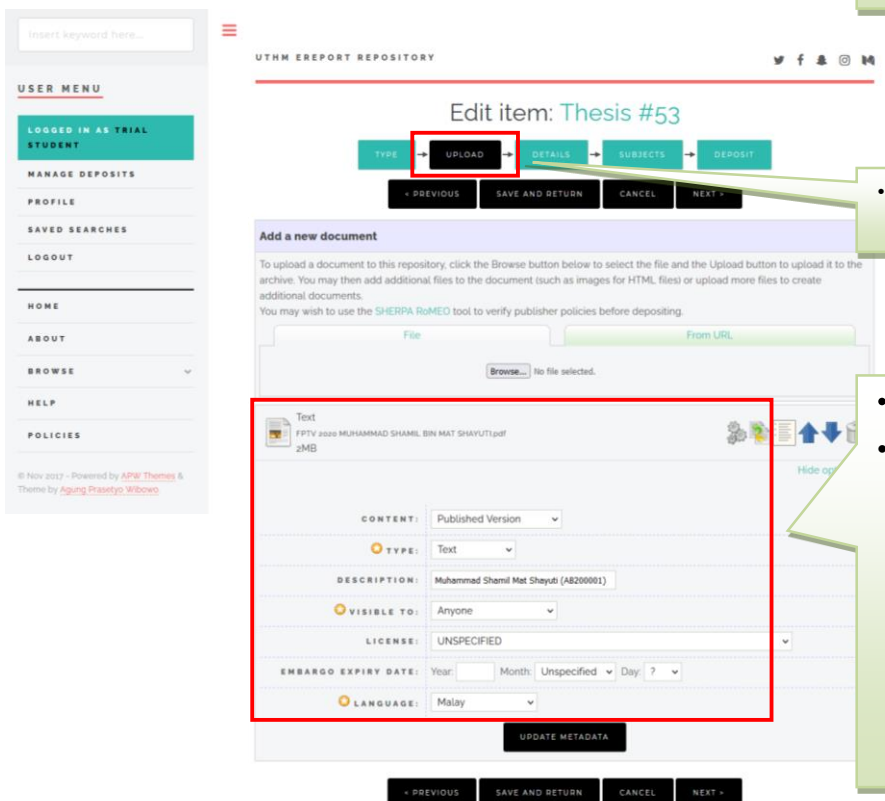 Insert keyword here...
USER MENU
LOGGED IN AS TRIAL
STUDENT
MANAGE DEPOSITS
PROFILE
SAVED SEARCHES
LOGOUT
HOME
ABOUT
BROWSE
HELP
POLICIES
© Nov 2017 - Powered by APW Themes &
Theme by Agung Prasetyo Wibowo
UTHM EREPORT REPOSITORY
Edit item: Thesis #53
TYPE
UPLOAD
DETAILS
SUBJECTS
DEPOSIT
< PREVIOUS
SAVE AND RETURN
CANCEL
NEXT >
Add a new document
To upload a document to this repository, click the Browse button below to select the file and the Upload button to upload it to the
archive. You may then add additional files to the document (such as images for HTML files) or upload more files to create
additional documents.
You may wish to use the SHERPA RoMEO tool to verify publisher policies before depositing.
File
From URL
Browse... No file selected.
Text
FPTV 2020 MUHAMMAD SHAMIL BIN MAT SHAYUTI.pdf
2MB
Hide
CONTENT: Published Version
TYPE: Text
DESCRIPTION: Muhammad Shamil Mat Shayuti (AB200001)
VISIBLE TO: Anyone
LICENSE: UNSPECIFIED
EMBARGO EXPIRY DATE: Year: Month: Unspecified Day: ?
LANGUAGE: Malay
UPDATE METADATA
< PREVIOUS
SAVE AND RETURN
CANCEL
NEXT >